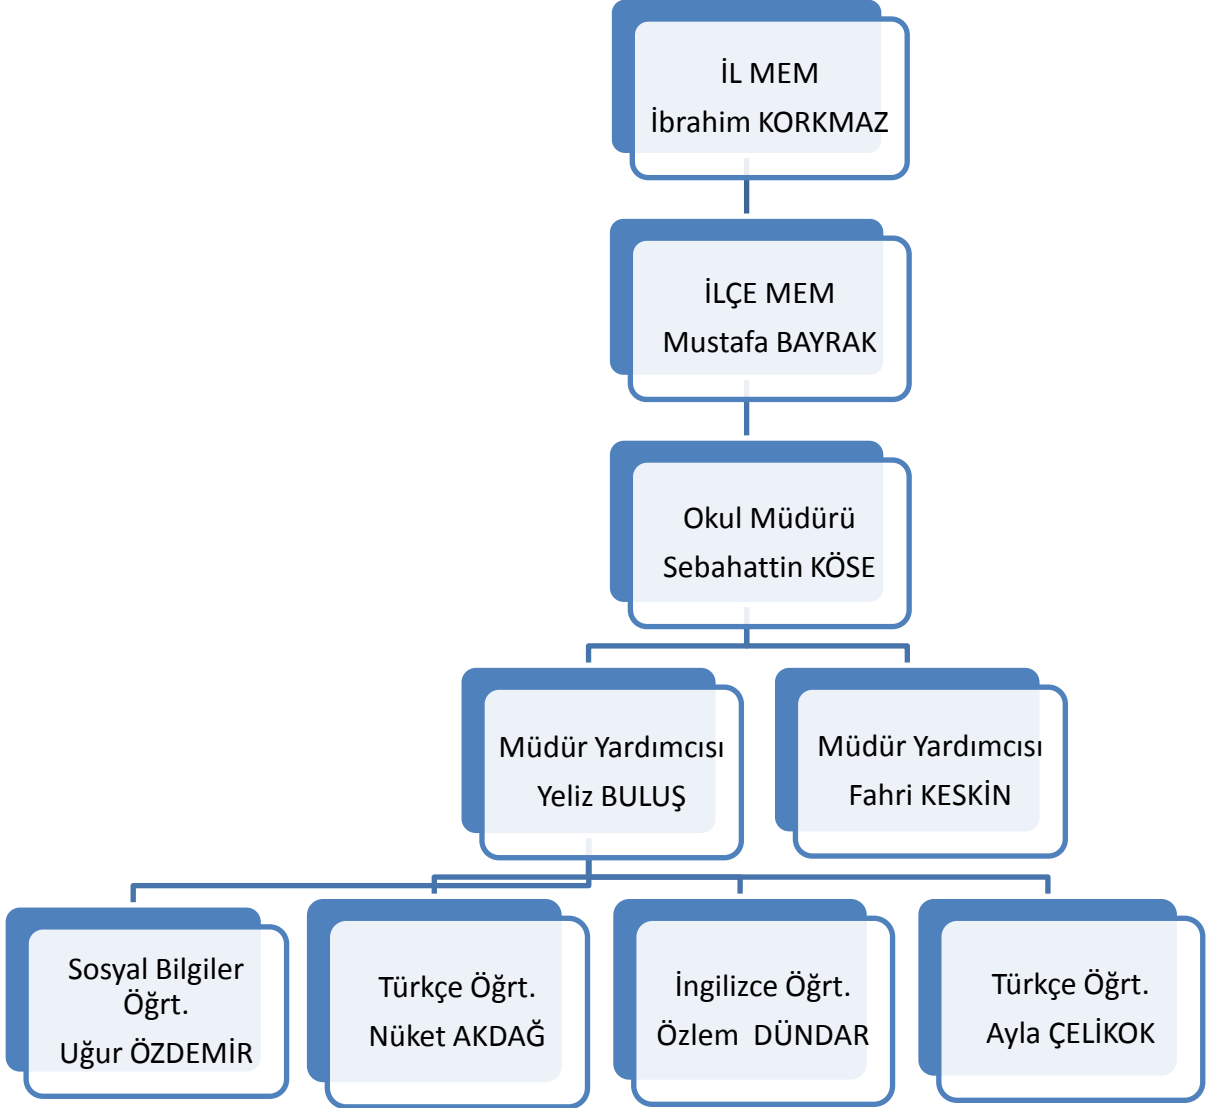 İL MEM
İbrahim KORKMAZ
İLÇE MEM
Mustafa BAYRAK
Okul Müdürü
Sebahattin KÖSE
Müdür Yardımcısı
Yeliz BULUŞ
Müdür Yardımcısı
Fahri KESKİN
Sosyal Bilgiler
Öğrt.
Uğur ÖZDEMİR
Türkçe Öğrt.
Nüket AKDAĞ
İngilizce Öğrt.
Özlem  DÜNDAR
Türkçe Öğrt.
Ayla ÇELİKOK